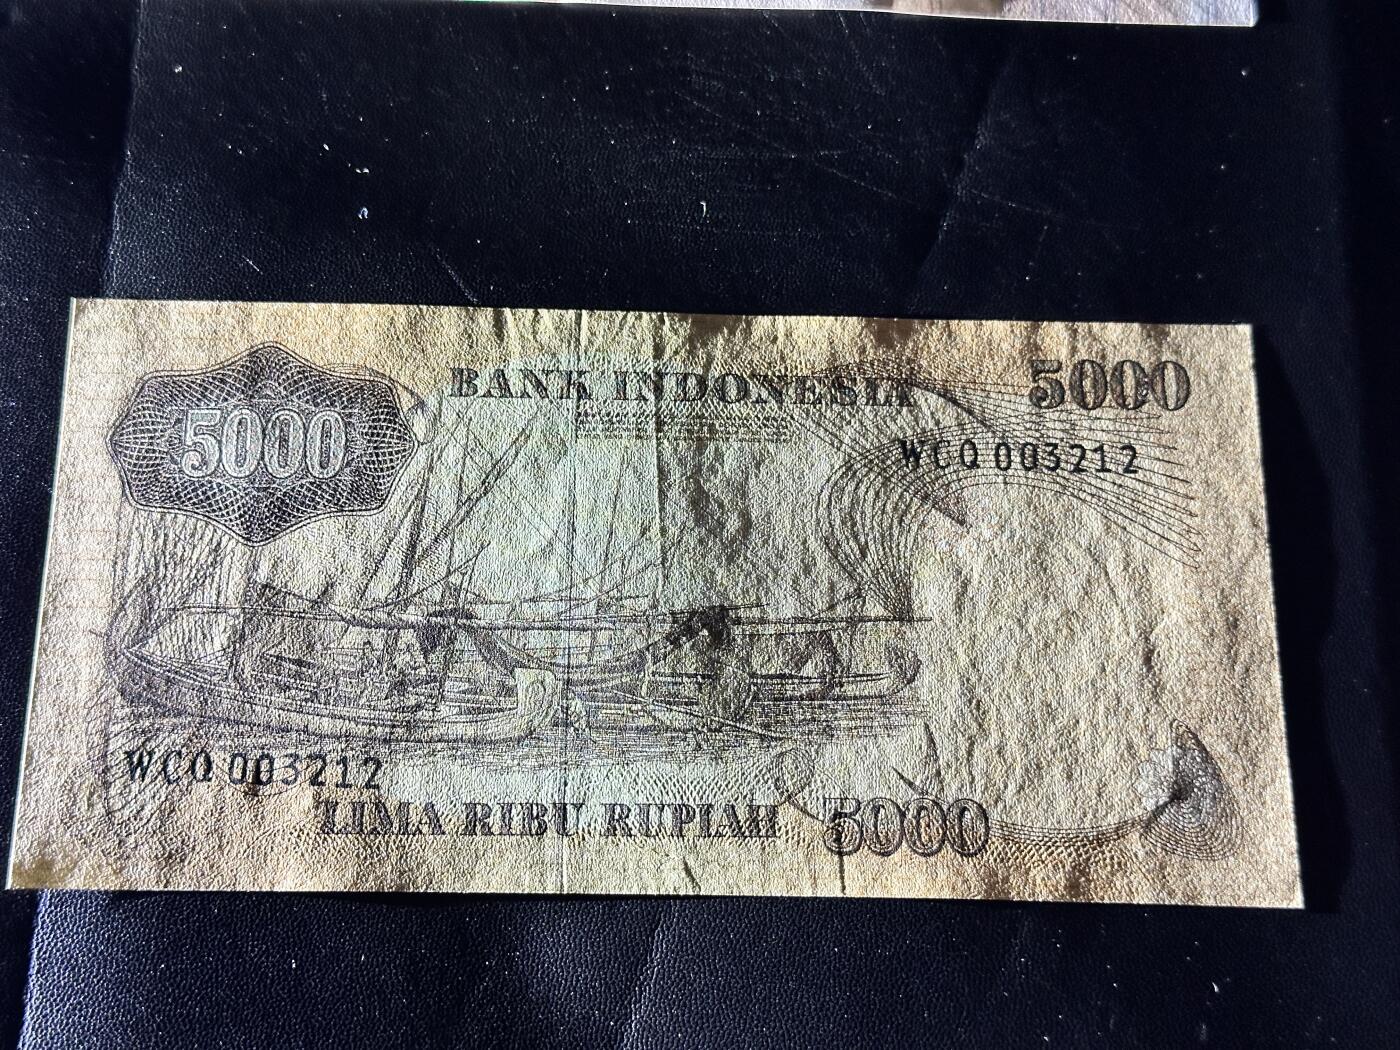 5000
BANK INDONESIA
5000
WCQ 003212
WCQ 003212
LIMA RIBU RUPIAH
5000